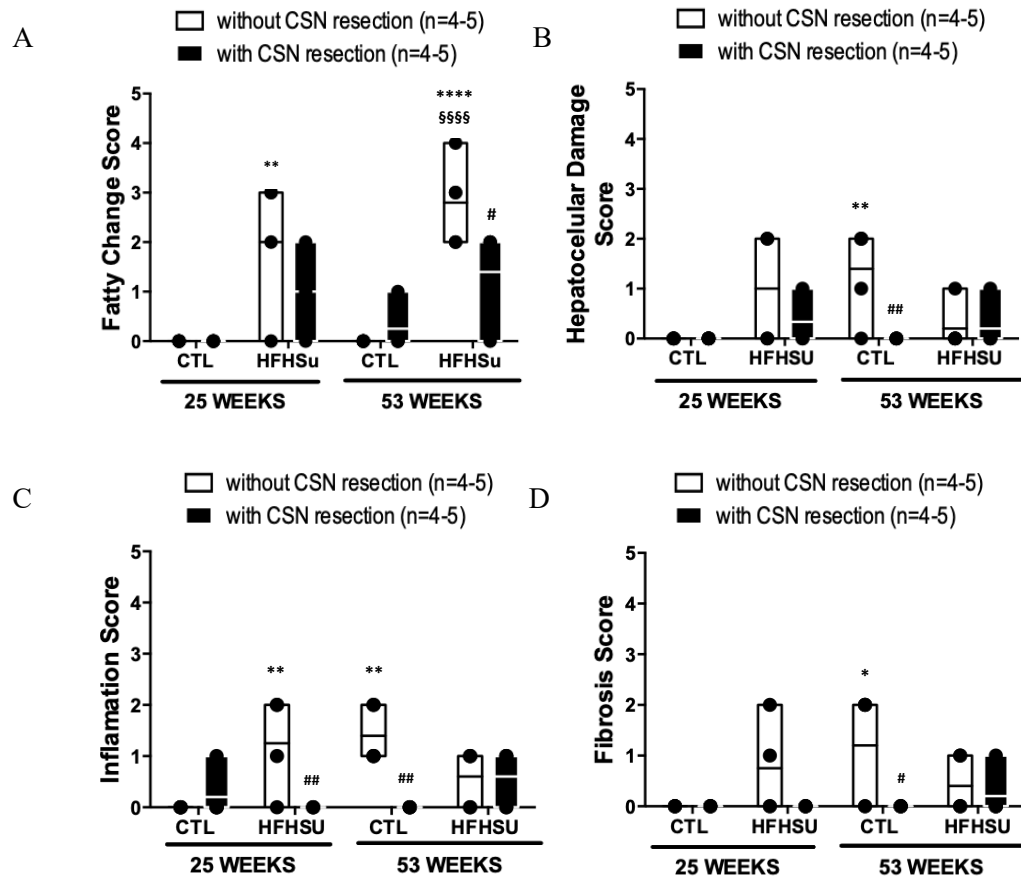 A
without CSN resection (n=4-5)
with CSN resection (n=4-5)
Fatty Change Score
5
4
3
2
1
0
**
****
§§§§
#
CTL
HFHSu
CTL
HFHSu
25 WEEKS
53 WEEKS
B
without CSN resection (n=4-5)
with CSN resection (n=4-5)
Hepatocelular Damage
Score
5
4
3
2
1
0
**
##
CTL
HFHSU
CTL
HFHSU
25 WEEKS
53 WEEKS
C
without CSN resection (n=4-5)
with CSN resection (n=4-5)
Inflamation Score
5
4
3
2
1
0
**
##
**
##
CTL
HFHSU
CTL
HFHSU
25 WEEKS
53 WEEKS
D
without CSN resection (n=4-5)
with CSN resection (n=4-5)
Fibrosis Score
5
4
3
2
1
0
*
#
CTL
HFHSU
CTL
HFHSU
25 WEEKS
53 WEEKS